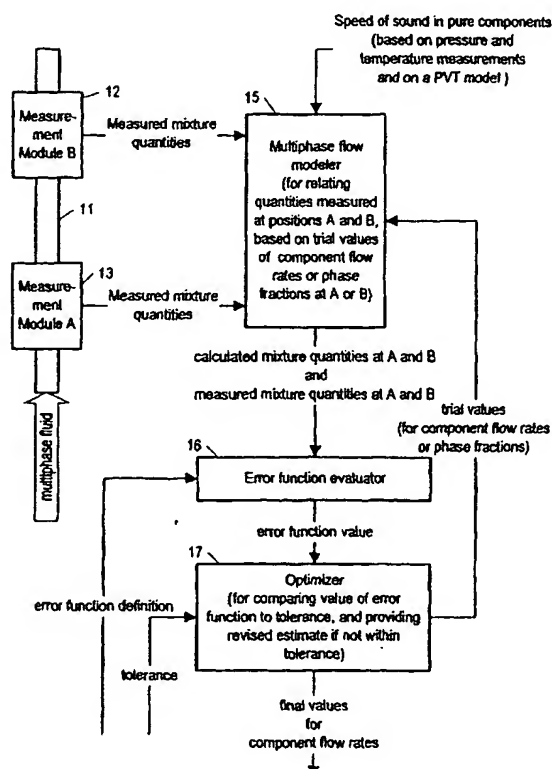 Speed of sound in pure components
(based on pressure and
temperature measurements
and on a PVT model )
12
Measure-
ment
Module B
Measured mixture
quantities
15
Multiphase flow
modeler
(for relating
quantities measured
at positions A and B,
based on trial values
of component flow
rates or phase
fractions at A or B)
11
13
Measure-
ment
Module A
Measured mixture
quantities
multiphase fluid
calculated mixture quantities at A and B
and
measured mixture quantities at A and B
trial values
(for component flow rates
or phase fractions)
16
Error function evaluator
error function value
17
Optimizer
(for comparing value of error
function to tolerance, and providing
revised estimate if not within
tolerance)
error function definition
tolerance
final values
for
component flow rates